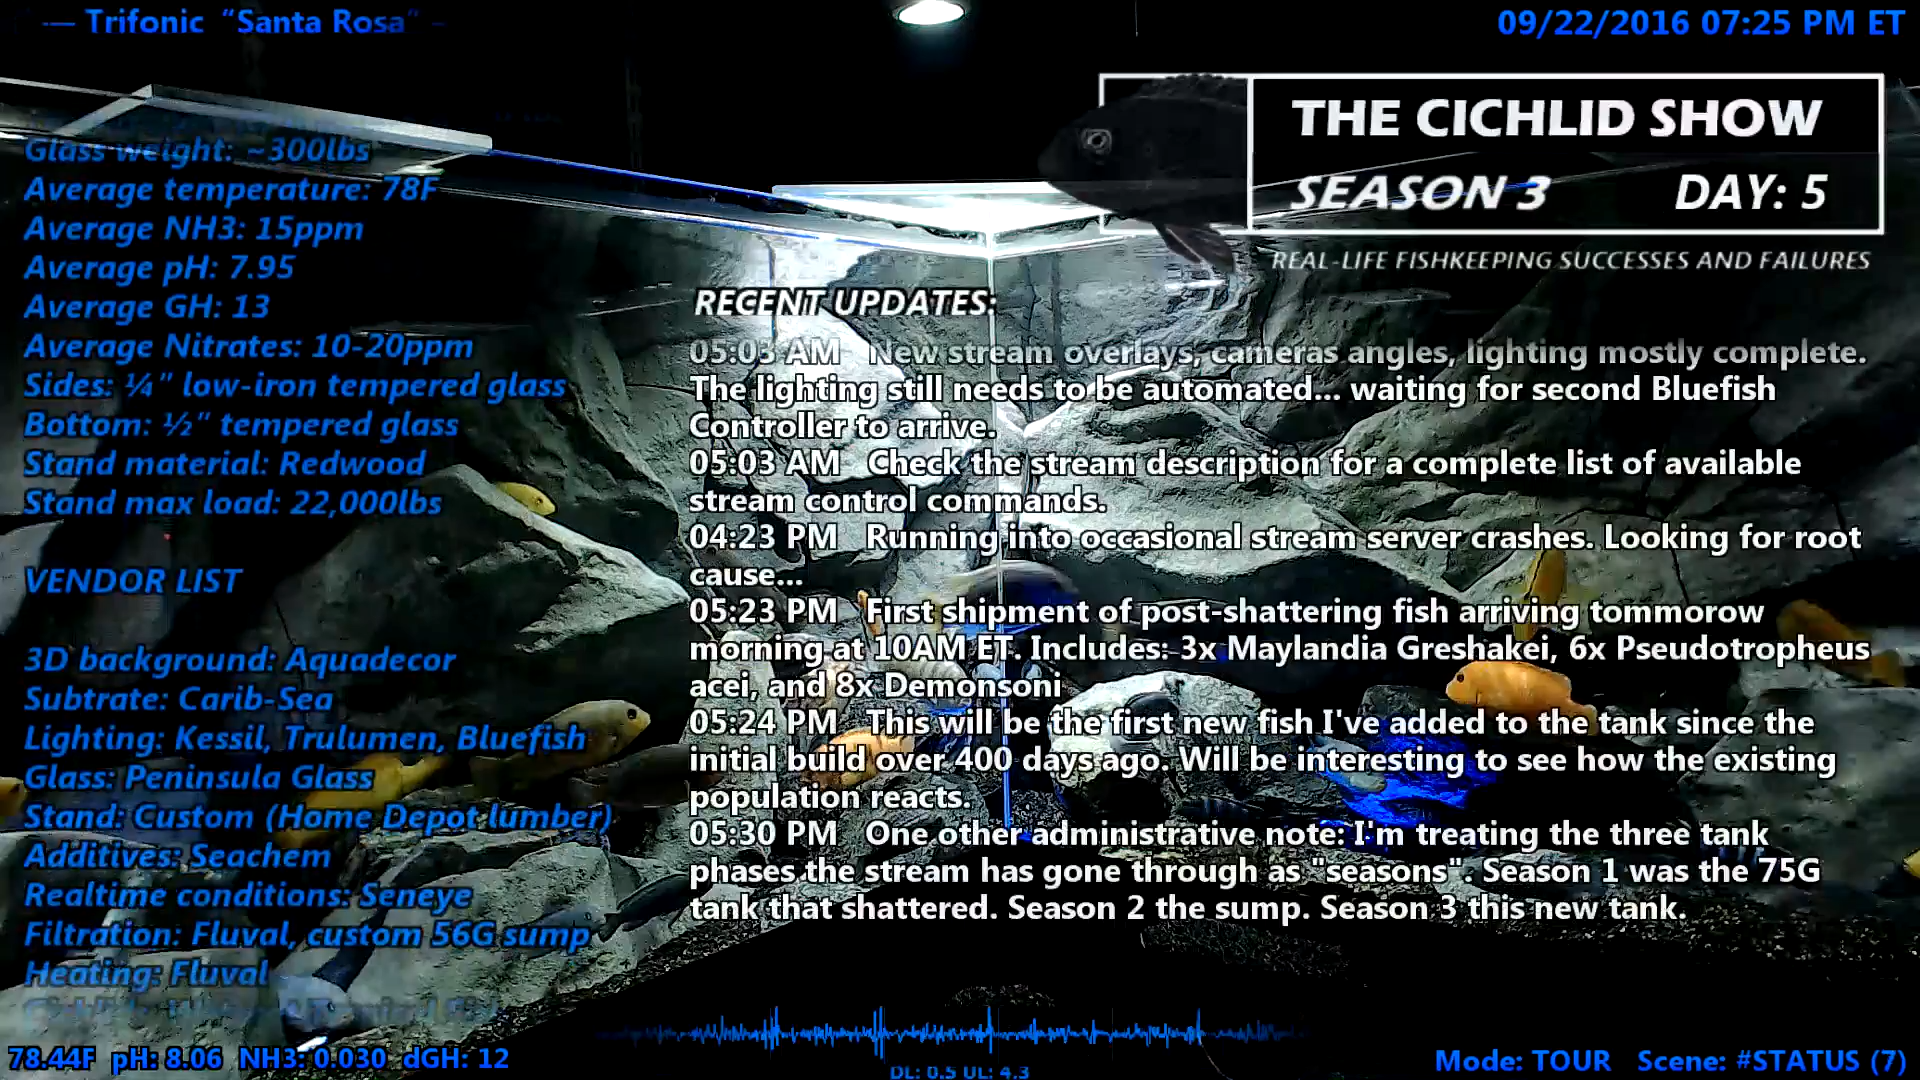 — Trifonic “Santa Rosa” –
09/22/2016 07:25 PM ET
THE CICHLID SHOW
SEASON 3 DAY: 5
REAL-LIFE FISHKEEPING SUCCESSES AND FAILURES
Glass weight: ~300lbs
Average temperature: 78F
Average NH3: 15ppm
Average pH: 7.95
Average GH: 13
Average Nitrates: 10-20ppm
Sides: ¼” low-iron tempered glass
Bottom: ½” tempered glass
Stand material: Redwood
Stand max load: 22,000lbs
VENDOR LIST
3D background: Aquadecor
Subtrate: Carib-Sea
Lighting: Kessil, Trulumen, Bluefish
Glass: Peninsula Glass
Stand: Custom (Home Depot lumber)
Additives: Seachem
Realtime conditions: Seneye
Filtration: Fluval, custom 56G sump
Heating: Fluval
RECENT UPDATES:
05:03 AM New stream overlays, cameras angles, lighting mostly complete.
The lighting still needs to be automated... waiting for second Bluefish
Controller to arrive.
05:03 AM Check the stream description for a complete list of available
stream control commands.
04:23 PM Running into occasional stream server crashes. Looking for root
cause...
05:23 PM First shipment of post-shattering fish arriving tommorow
morning at 10AM ET. Includes: 3x Maylandia Greshakei, 6x Pseudotropheus
acei, and 8x Demonsoni
05:24 PM This will be the first new fish I've added to the tank since the
initial build over 400 days ago. Will be interesting to see how the existing
population reacts.
05:30 PM One other administrative note: I'm treating the three tank
phases the stream has gone through as "seasons". Season 1 was the 75G
tank that shattered. Season 2 the sump. Season 3 this new tank.
78.44F pH: 8.06 NH3: 0.030 dGH: 12
DL: 0.5 UL: 4.3
Mode: TOUR Scene: #STATUS (7)